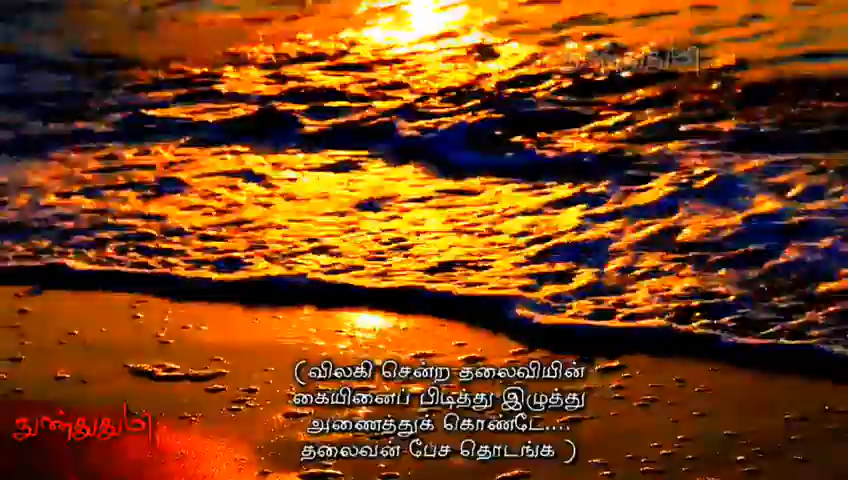 துண்துதுமி
(விலகி சென்ற தலைவியின்
கையினைப் பிடித்து இழுத்து
அணைத்துக் கொண்டே....
துண்துதுமி
தலைவன் பேச தொடங்க )